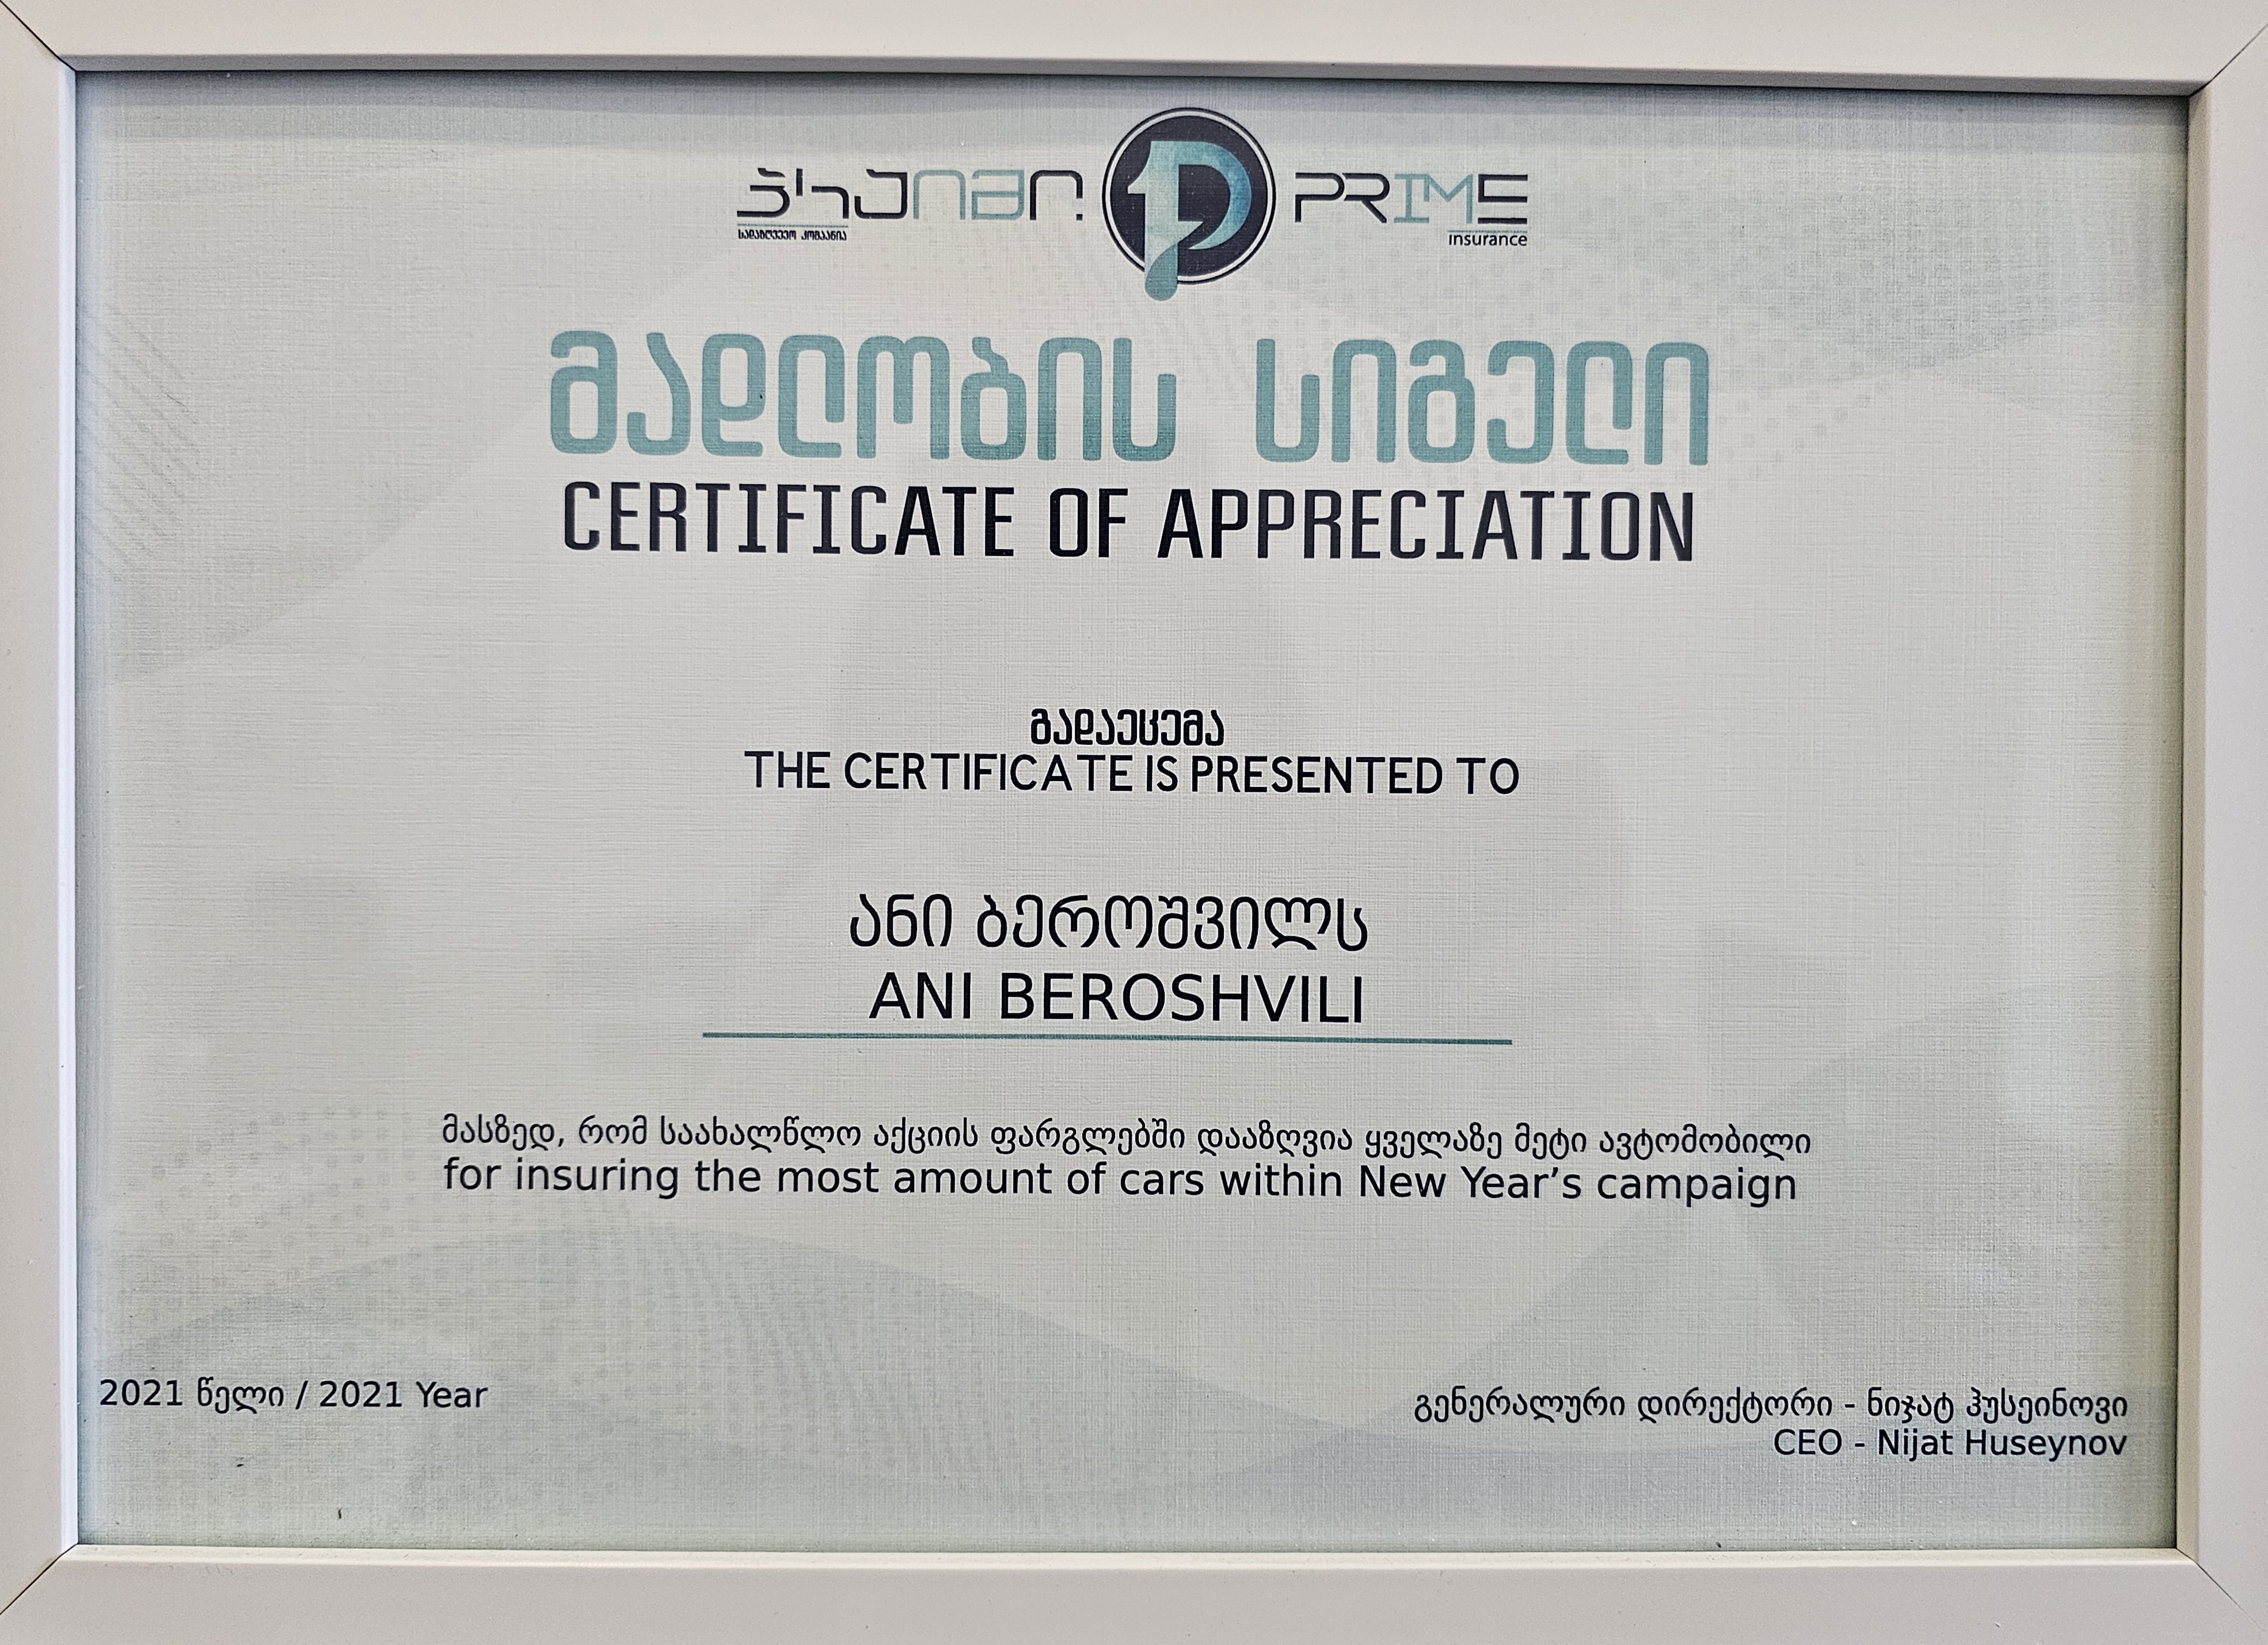 პრაიმი
სადაზღვევო კომპანია
PRIME
insurance
მადლობის სიგელი
CERTIFICATE OF APPRECIATION
გადაეცემა
THE CERTIFICATE IS PRESENTED TO
ანი ბეროშვილს
ANI BEROSHVILI
მასზედ, რომ საახალწლო აქციის ფარგლებში დააზღვია ყველაზე მეტი ავტომობილი
for insuring the most amount of cars within New Year’s campaign
2021 წელი / 2021 Year
გენერალური დირექტორი - ნიჯატ ჰუსეინოვი
CEO - Nijat Huseynov